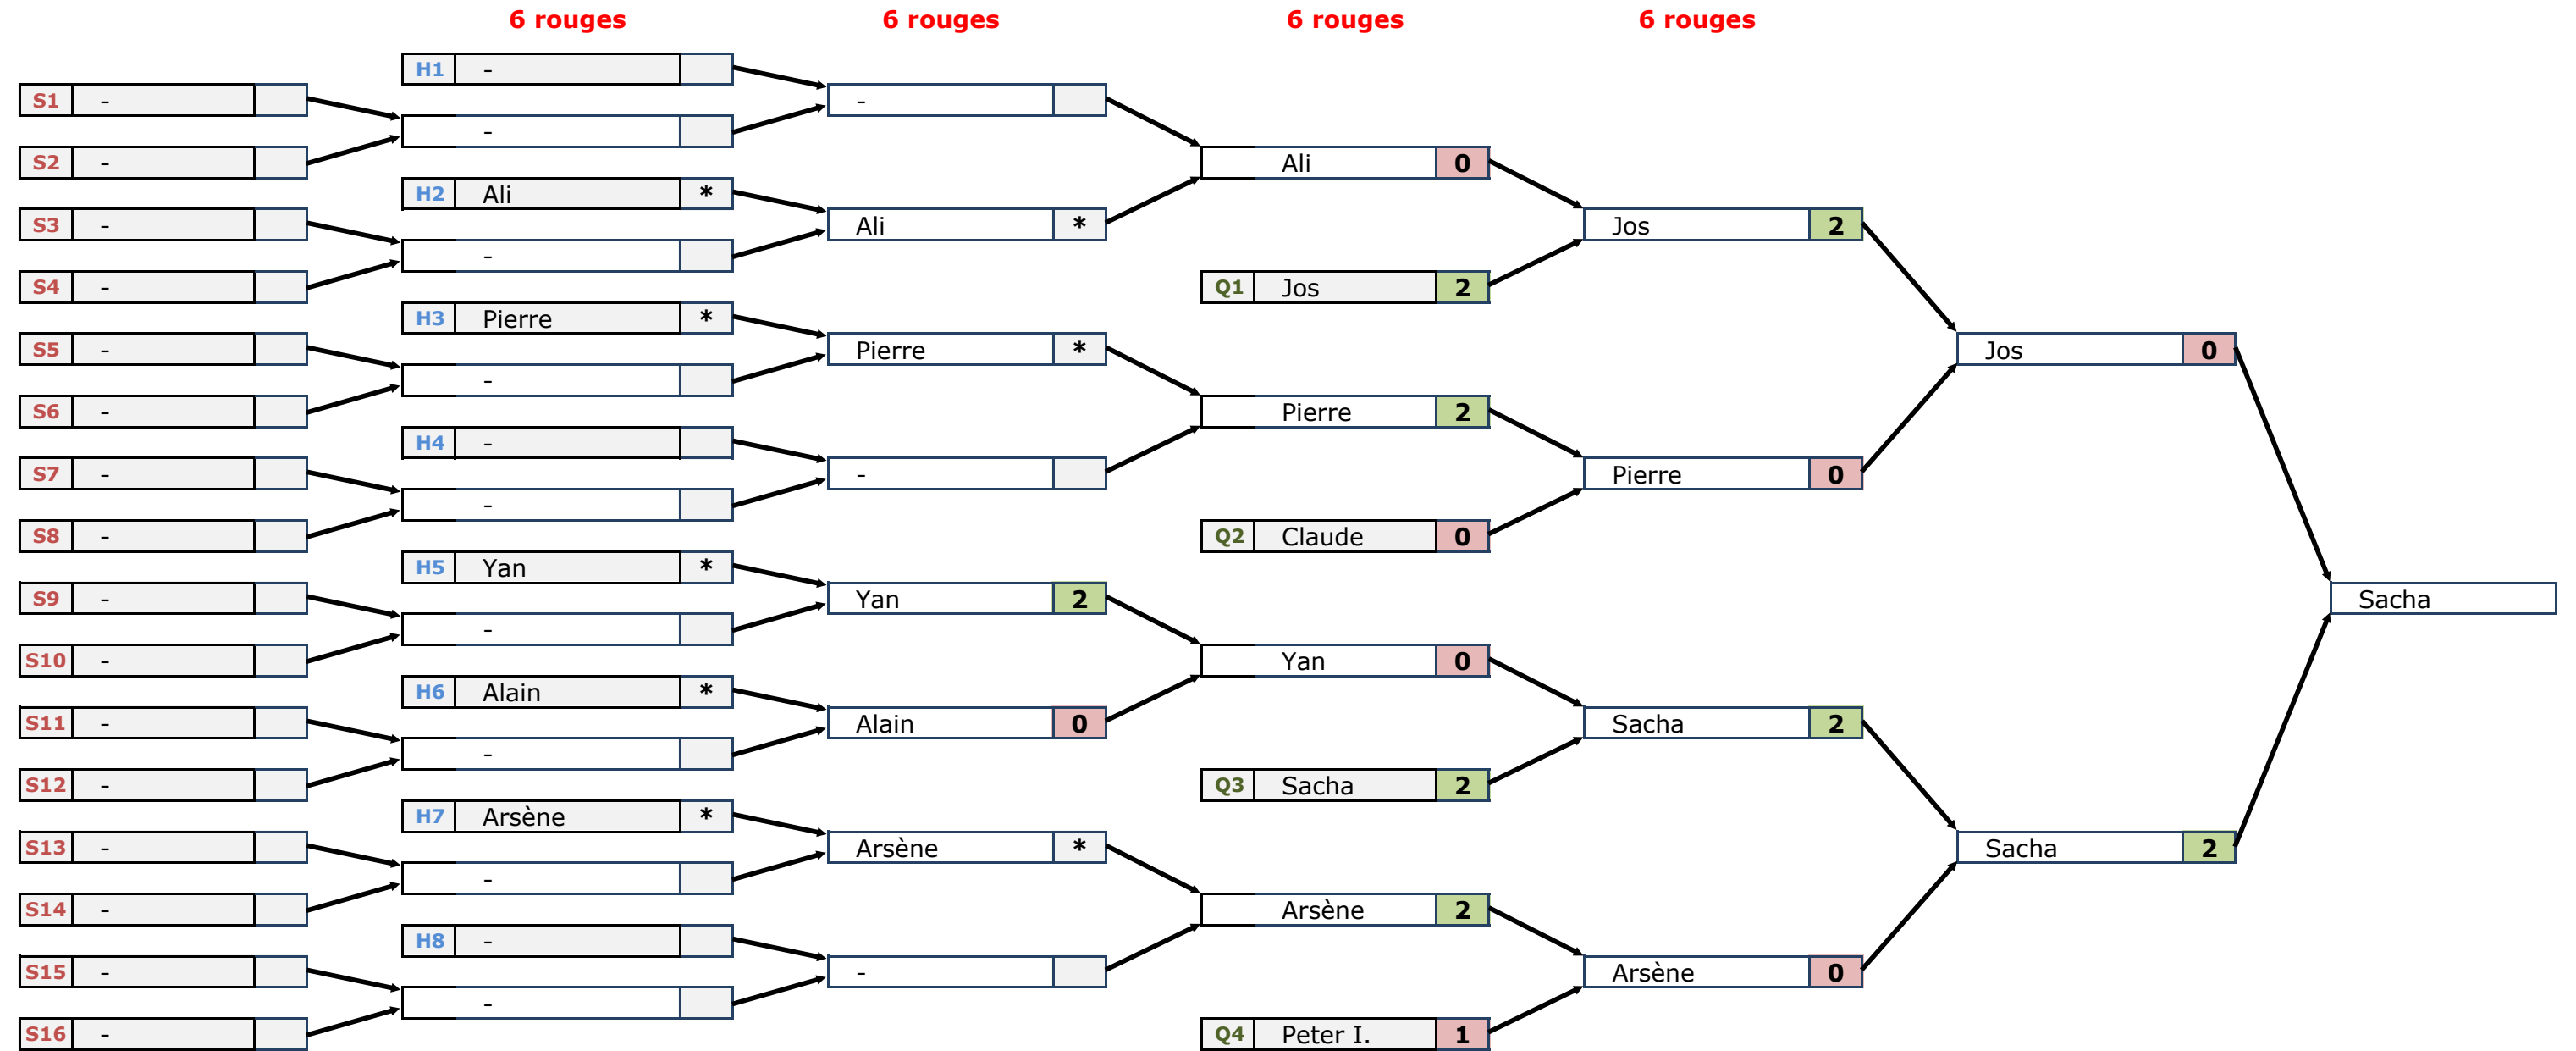 6 rouges 6 rouges 6 rouges 6 rouges
H1 -
S1 - -
-
S2 - Ali 0
H2 Ali *
S3 - Ali * Jos 2
-
S4 - Q1 Jos 2
H3 Pierre *
S5 - Pierre * Jos 0
-
S6 - Pierre 2
H4 -
S7 - - Pierre 0
-
S8 - Q2 Claude 0
H5 Yan *
S9 - Yan 2 Sacha
-
S10 - Yan 0
H6 Alain *
S11 - Alain 0 Sacha 2
-
S12 - Q3 Sacha 2
H7 Arsène *
S13 - Arsène * Sacha 2
-
S14 - Arsène 2
H8 -
S15 - - Arsène 0
-
S16 - Q4 Peter I. 1